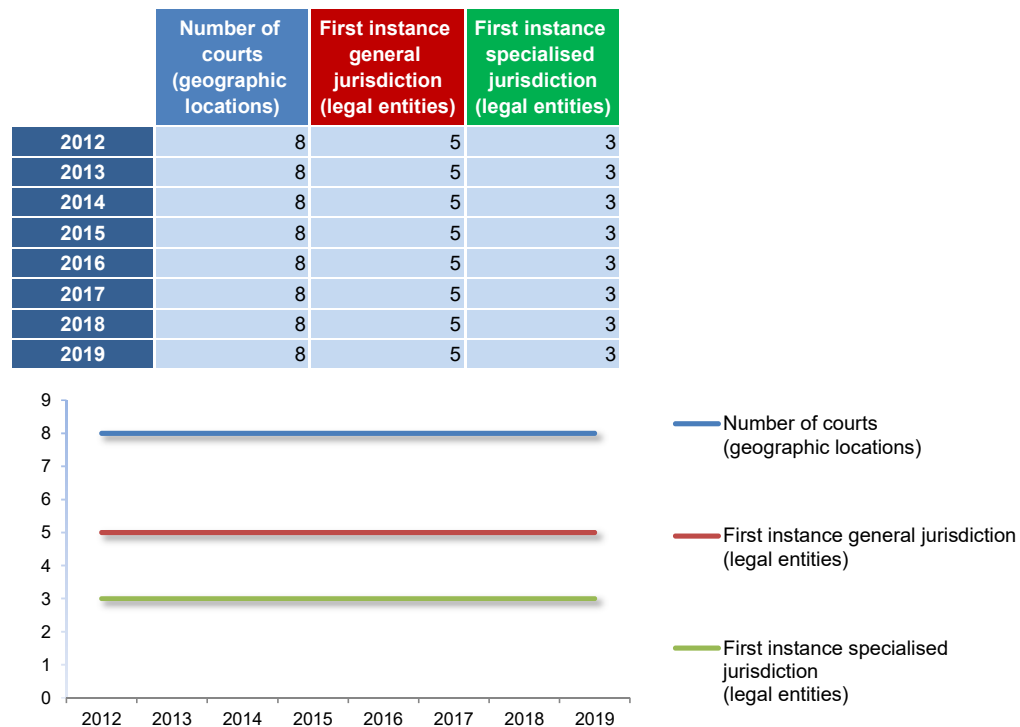 Number of
courts
(geographic
locations)
First instance
general
jurisdiction
(legal entities)
First instance
specialised
jurisdiction
(legal entities)
2012 8 5 3
2013 8 5 3
2014 8 5 3
2015 8 5 3
2016 8 5 3
2017 8 5 3
2018 8 5 3
2019 8 5 3
9
8
7
6
5
4
3
2
1
0
2012 2013 2014 2015 2016 2017 2018 2019
Number of courts
(geographic locations)
First instance general jurisdiction
(legal entities)
First instance specialised
jurisdiction
(legal entities)